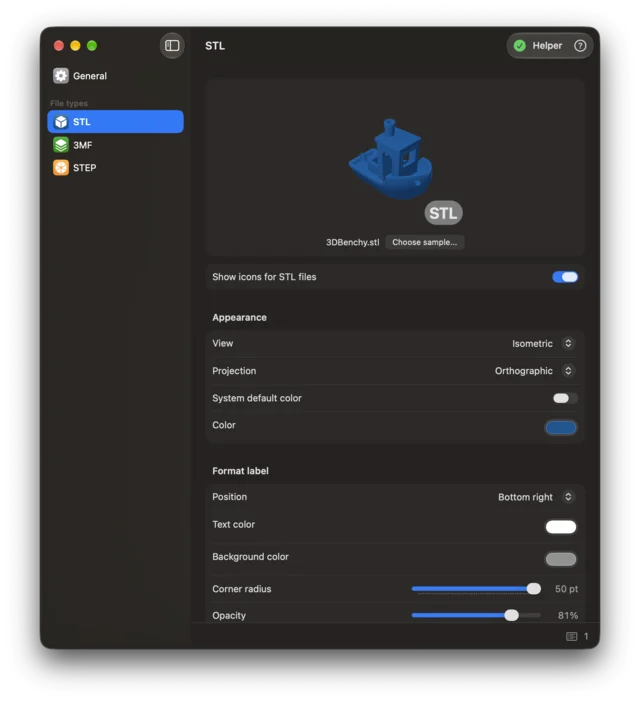 STL
Helper
General
File types
STL
3MF
STEP
STL
3DBenchy.stl Choose sample...
Show icons for STL files
Appearance
View Isometric
Projection Orthographic
System default color
Color
Format label
Position Bottom right
Text color
Background color
Corner radius 50 pt
Opacity 81%
1